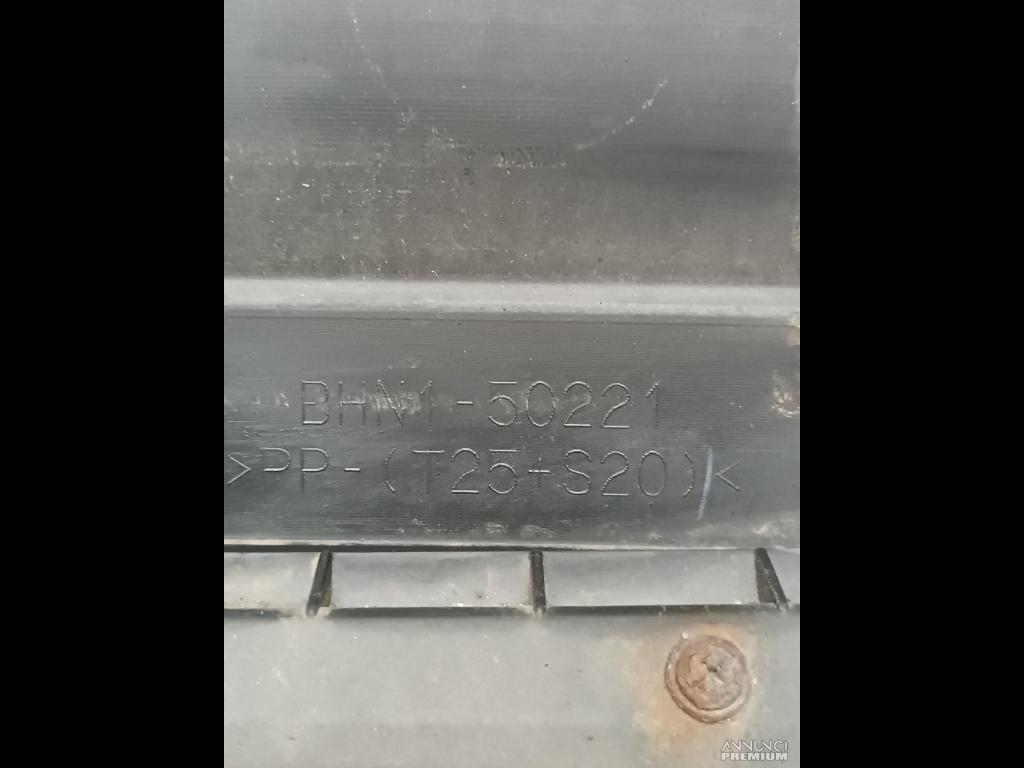 BHN1-50221
>PP-(T25+S20)<
ANNUNCI
PREMIUM